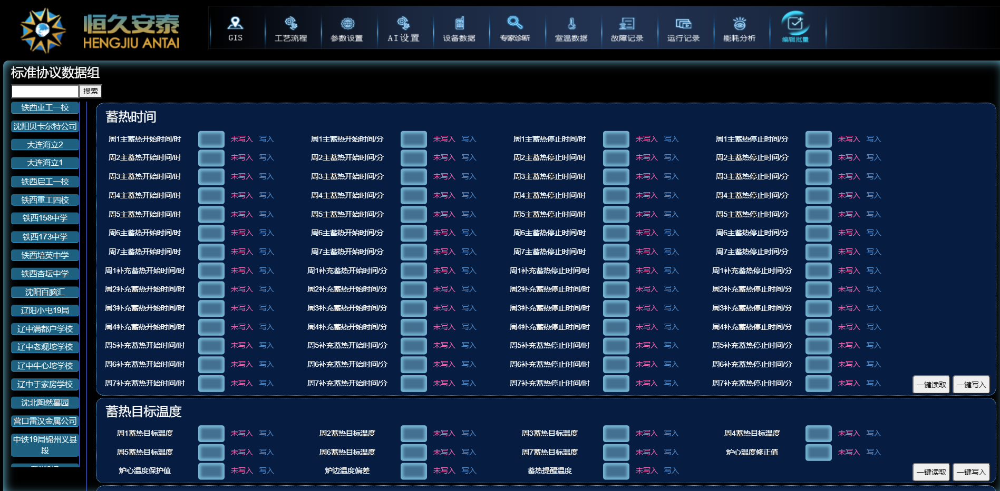 恒久安泰
HENGJIU ANTAI
GIS 工艺流程 参数设置 AI设置 设备数据 专家诊断 室温数据 故障记录 运行记录 能耗分析 编辑批量
标准协议数据组
搜索
铁西重工一校
沈阳贝卡尔特公司
大连海立2
大连海立1
铁西启工一校
铁西重工四校
铁西158中学
铁西173中学
铁西培英中学
铁西杏坛中学
沈阳百脑汇
辽阳小屯19局
辽中满都户学校
辽中老观坨学校
辽中牛心坨学校
辽中于家房学校
沈北陶然墓园
营口雷汉金属公司
中铁19局锦州义县
段
蓄热时间
周1主蓄热开始时间/时 未写入 写入 周1主蓄热开始时间/分 未写入 写入 周1主蓄热停止时间/时 未写入 写入 周1主蓄热停止时间/分 未写入 写入
周2主蓄热开始时间/时 未写入 写入 周2主蓄热开始时间/分 未写入 写入 周2主蓄热停止时间/时 未写入 写入 周2主蓄热停止时间/分 未写入 写入
周3主蓄热开始时间/时 未写入 写入 周3主蓄热开始时间/分 未写入 写入 周3主蓄热停止时间/时 未写入 写入 周3主蓄热停止时间/分 未写入 写入
周4主蓄热开始时间/时 未写入 写入 周4主蓄热开始时间/分 未写入 写入 周4主蓄热停止时间/时 未写入 写入 周4主蓄热停止时间/分 未写入 写入
周5主蓄热开始时间/时 未写入 写入 周5主蓄热开始时间/分 未写入 写入 周5主蓄热停止时间/时 未写入 写入 周5主蓄热停止时间/分 未写入 写入
周6主蓄热开始时间/时 未写入 写入 周6主蓄热开始时间/分 未写入 写入 周6主蓄热停止时间/时 未写入 写入 周6主蓄热停止时间/分 未写入 写入
周7主蓄热开始时间/时 未写入 写入 周7主蓄热开始时间/分 未写入 写入 周7主蓄热停止时间/时 未写入 写入 周7主蓄热停止时间/分 未写入 写入
周1补充蓄热开始时间/时 未写入 写入 周1补充蓄热开始时间/分 未写入 写入 周1补充蓄热停止时间/时 未写入 写入 周1补充蓄热停止时间/分 未写入 写入
周2补充蓄热开始时间/时 未写入 写入 周2补充蓄热开始时间/分 未写入 写入 周2补充蓄热停止时间/时 未写入 写入 周2补充蓄热停止时间/分 未写入 写入
周3补充蓄热开始时间/时 未写入 写入 周3补充蓄热开始时间/分 未写入 写入 周3补充蓄热停止时间/时 未写入 写入 周3补充蓄热停止时间/分 未写入 写入
周4补充蓄热开始时间/时 未写入 写入 周4补充蓄热开始时间/分 未写入 写入 周4补充蓄热停止时间/时 未写入 写入 周4补充蓄热停止时间/分 未写入 写入
周5补充蓄热开始时间/时 未写入 写入 周5补充蓄热开始时间/分 未写入 写入 周5补充蓄热停止时间/时 未写入 写入 周5补充蓄热停止时间/分 未写入 写入
周6补充蓄热开始时间/时 未写入 写入 周6补充蓄热开始时间/分 未写入 写入 周6补充蓄热停止时间/时 未写入 写入 周6补充蓄热停止时间/分 未写入 写入
周7补充蓄热开始时间/时 未写入 写入 周7补充蓄热开始时间/分 未写入 写入 周7补充蓄热停止时间/时 未写入 写入 周7补充蓄热停止时间/分 未写入 写入
一键读取 一键写入
蓄热目标温度
周1蓄热目标温度 未写入 写入 周2蓄热目标温度 未写入 写入 周3蓄热目标温度 未写入 写入 周4蓄热目标温度 未写入 写入
周5蓄热目标温度 未写入 写入 周6蓄热目标温度 未写入 写入 周7蓄热目标温度 未写入 写入 炉心温度修正值 未写入 写入
炉心温度保护值 未写入 写入 炉边温度偏差 未写入 写入 蓄热提醒温度 未写入 写入
一键读取 一键写入